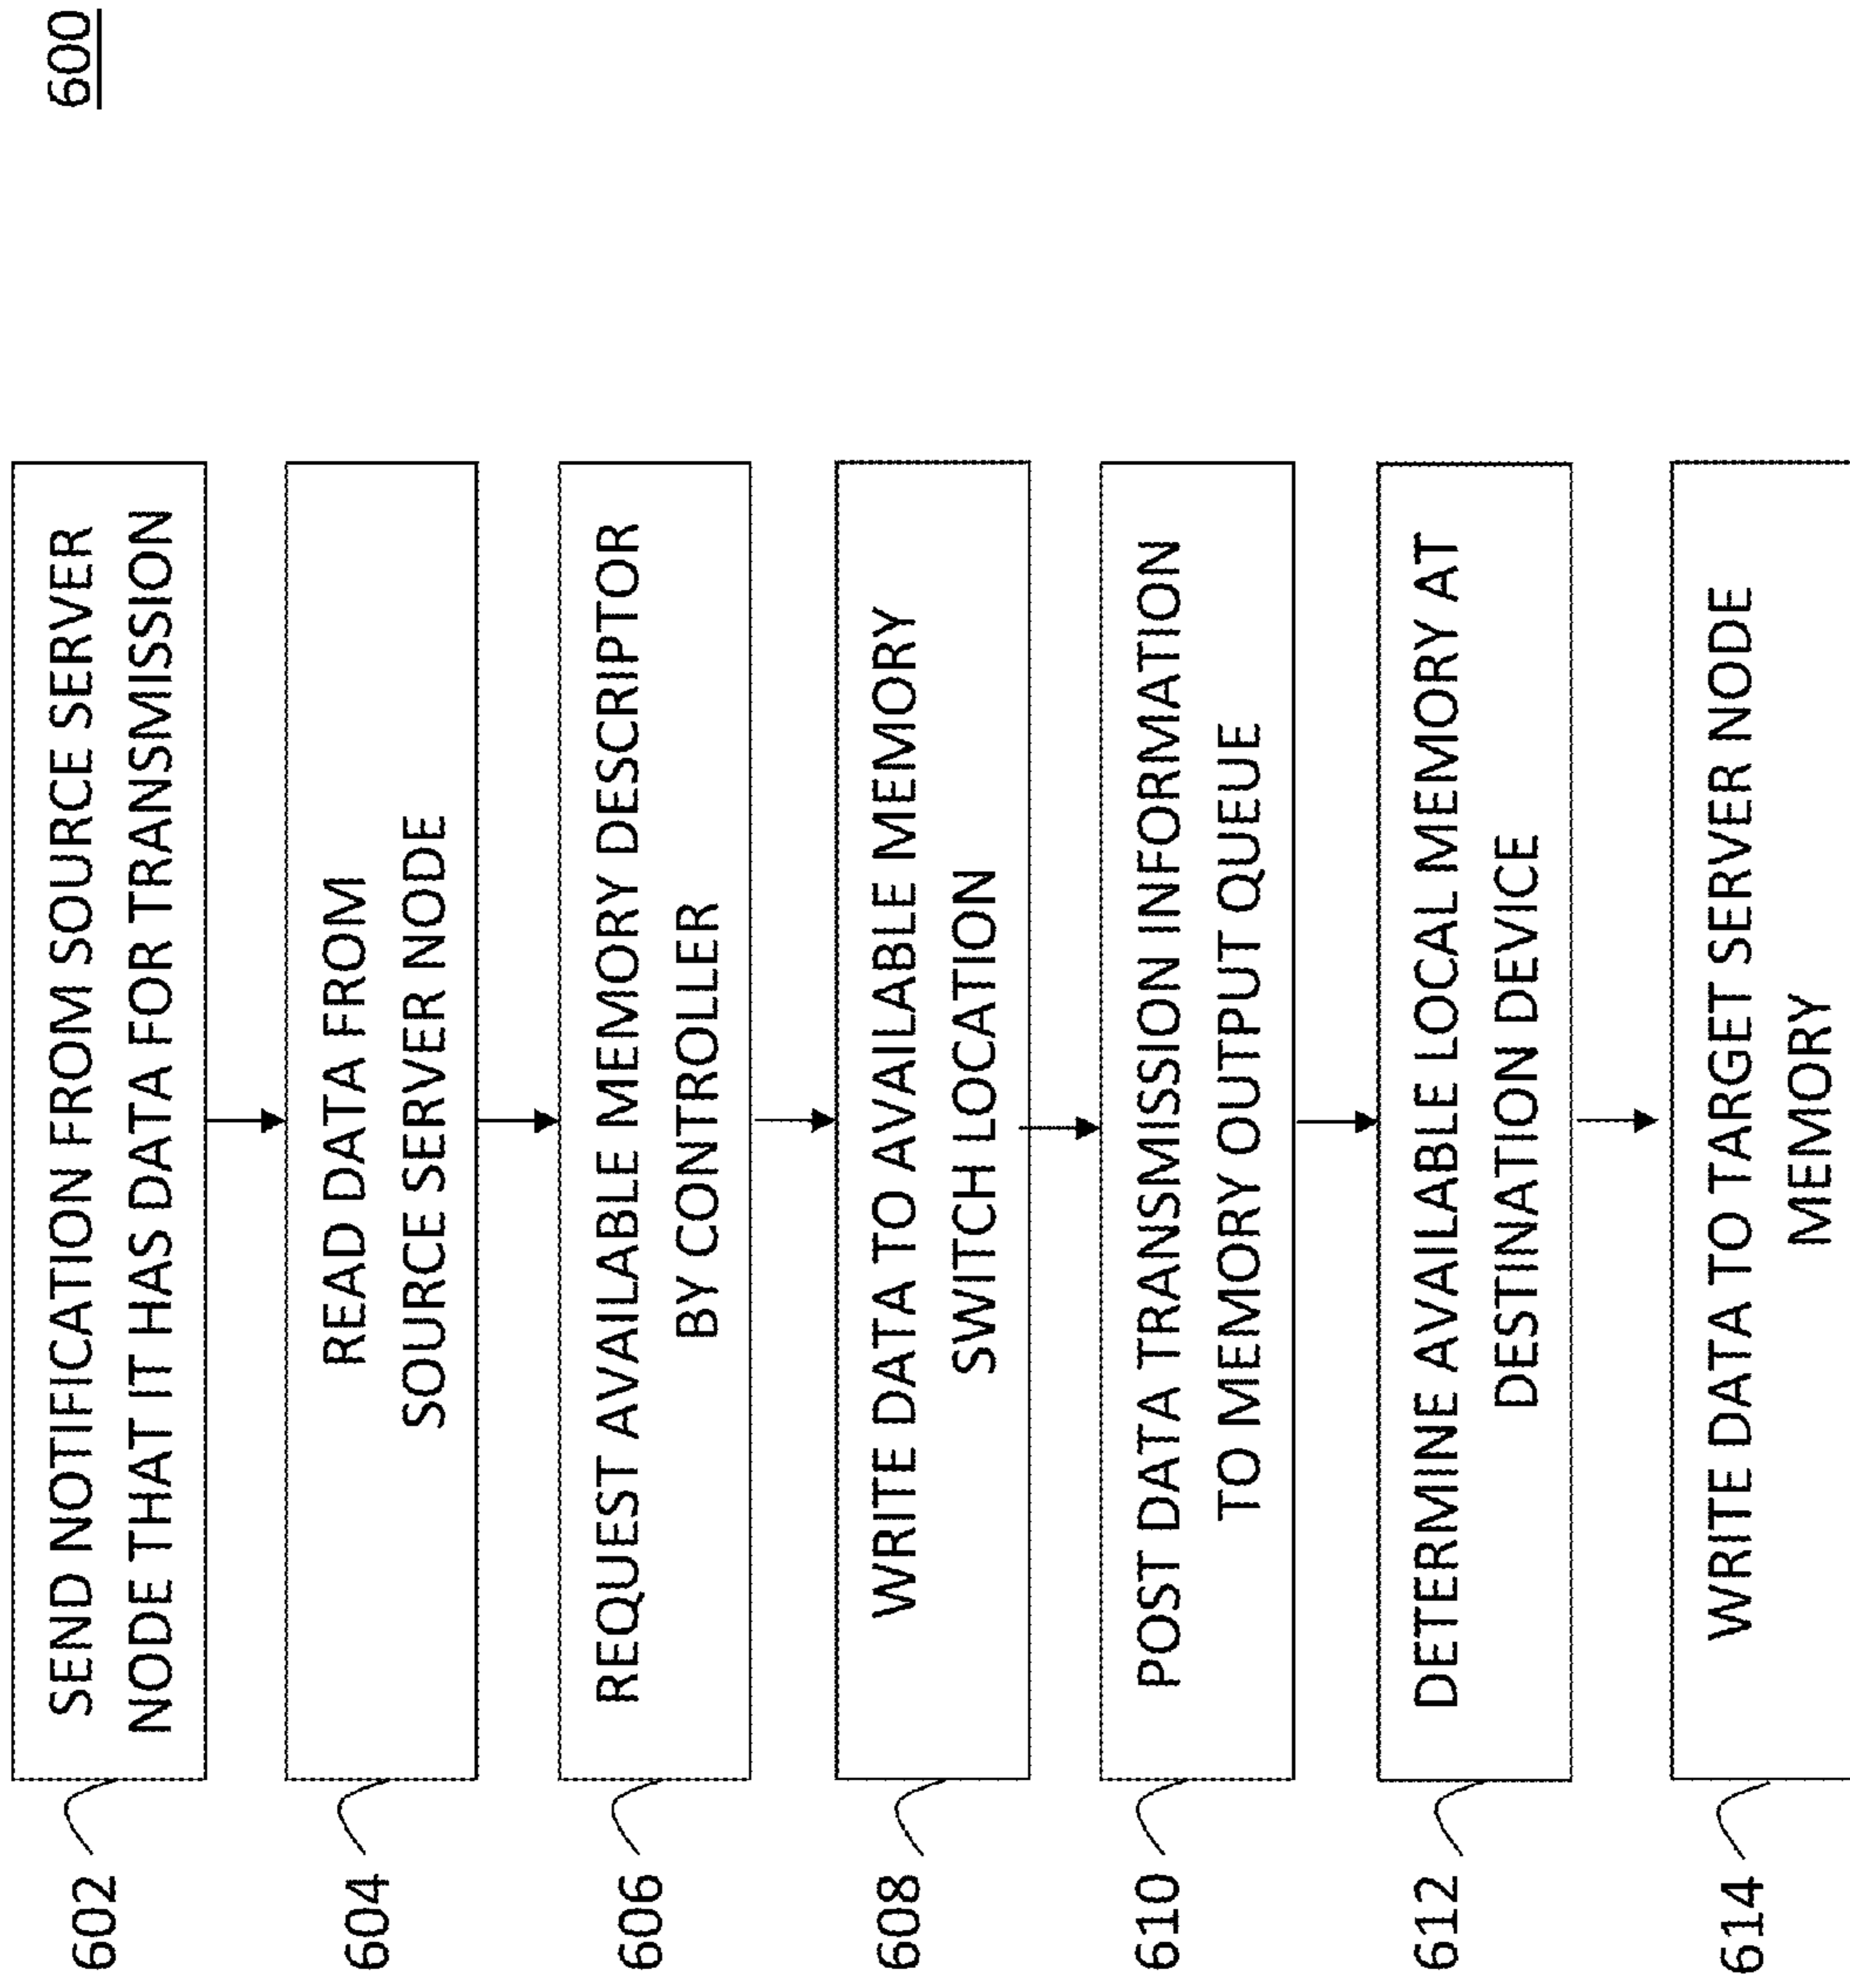 600
602
SEND NOTIFICATION FROM SOURCE SERVER
NODE THAT IT HAS DATA FOR TRANSMISSION
604
READ DATA FROM
SOURCE SERVER NODE
606
REQUEST AVAILABLE MEMORY DESCRIPTOR
BY CONTROLLER
608
WRITE DATA TO AVAILABLE MEMORY
SWITCH LOCATION
610
POST DATA TRANSMISSION INFORMATION
TO MEMORY OUTPUT QUEUE
612
DETERMINE AVAILABLE LOCAL MEMORY AT
DESTINATION DEVICE
614
WRITE DATA TO TARGET SERVER NODE
MEMORY